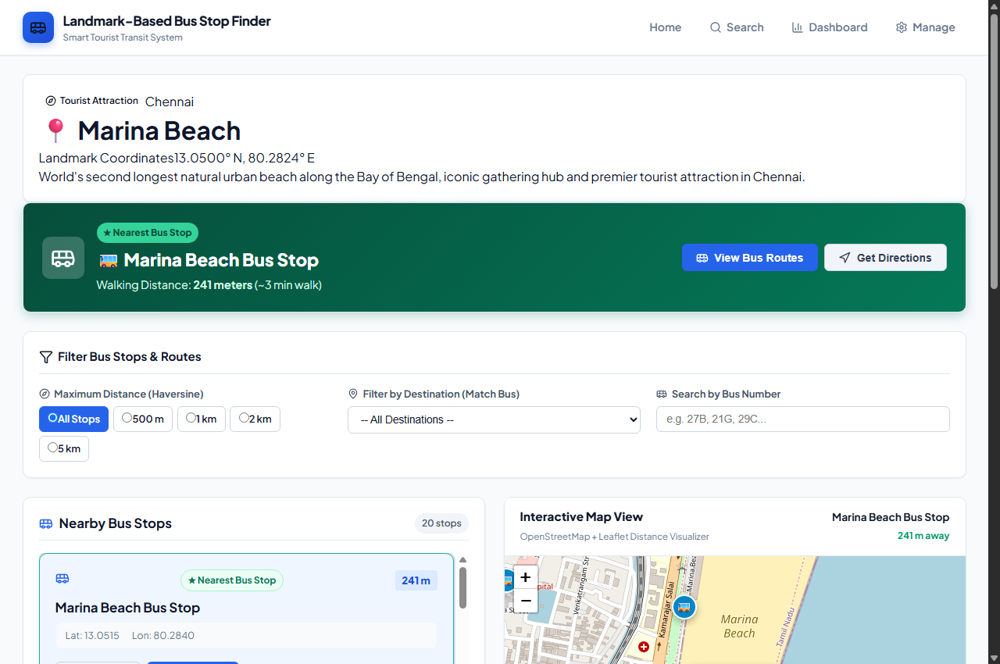 Landmark-Based Bus Stop Finder
Smart Tourist Transit System
Home
Search
Dashboard
Manage
Tourist Attraction Chennai
Marina Beach
Landmark Coordinates13.0500° N, 80.2824° E
World's second longest natural urban beach along the Bay of Bengal, iconic gathering hub and premier tourist attraction in Chennai.
★ Nearest Bus Stop
Marina Beach Bus Stop
Walking Distance: 241 meters (~3 min walk)
View Bus Routes
Get Directions
Filter Bus Stops & Routes
Maximum Distance (Haversine)
All Stops
500 m
1 km
2 km
5 km
Filter by Destination (Match Bus)
-- All Destinations --
Search by Bus Number
e.g. 27B, 21G, 29C...
Nearby Bus Stops
20 stops
★ Nearest Bus Stop
241 m
Marina Beach Bus Stop
Lat: 13.0515 Lon: 80.2840
Interactive Map View
OpenStreetMap + Leaflet Distance Visualizer
Marina Beach Bus Stop
241 m away
+
−
pital
Venkatrangam Str
Kamarajar Salai
Marina Bea
Marina
Beach
Tamil Nadu